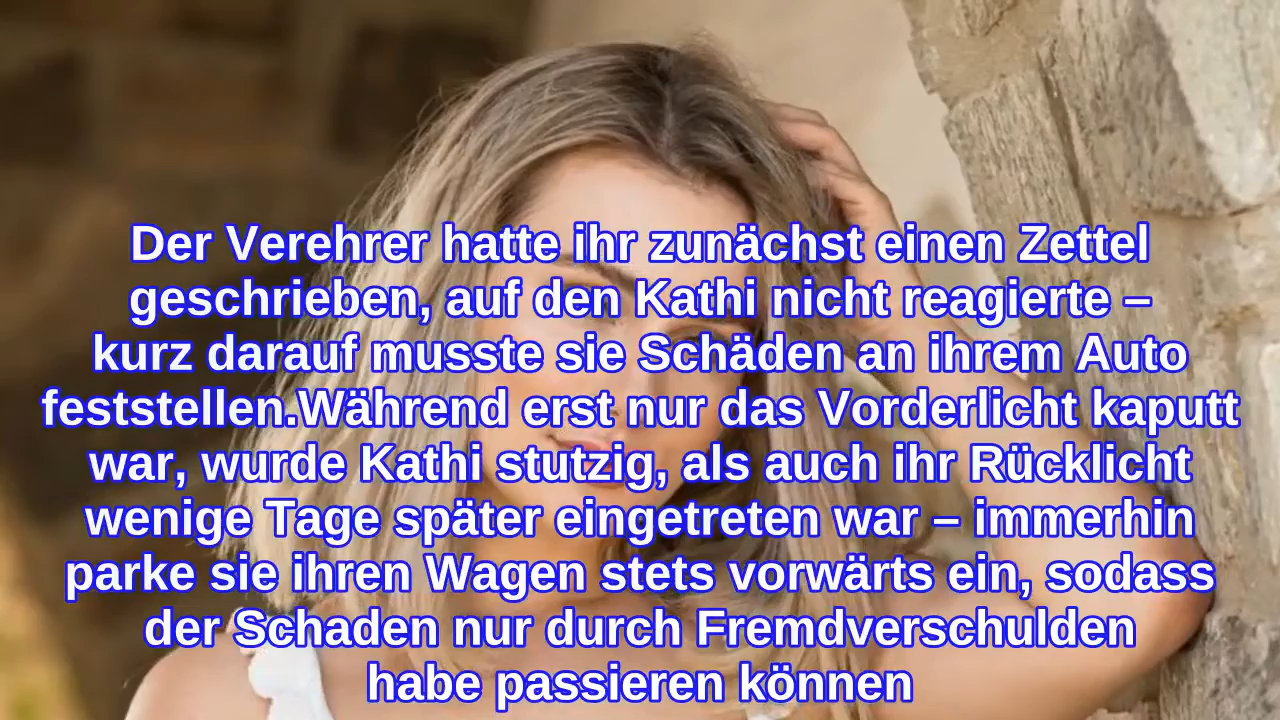 Der Verehrer hatte ihr zunächst einen Zettel
geschrieben, auf den Kathi nicht reagierte –
kurz darauf musste sie Schäden an ihrem Auto
feststellen.Während erst nur das Vorderlicht kaputt
war, wurde Kathi stutzig, als auch ihr Rücklicht
wenige Tage später eingetreten war – immerhin
parke sie ihren Wagen stets vorwärts ein, sodass
der Schaden nur durch Fremdverschulden
habe passieren können